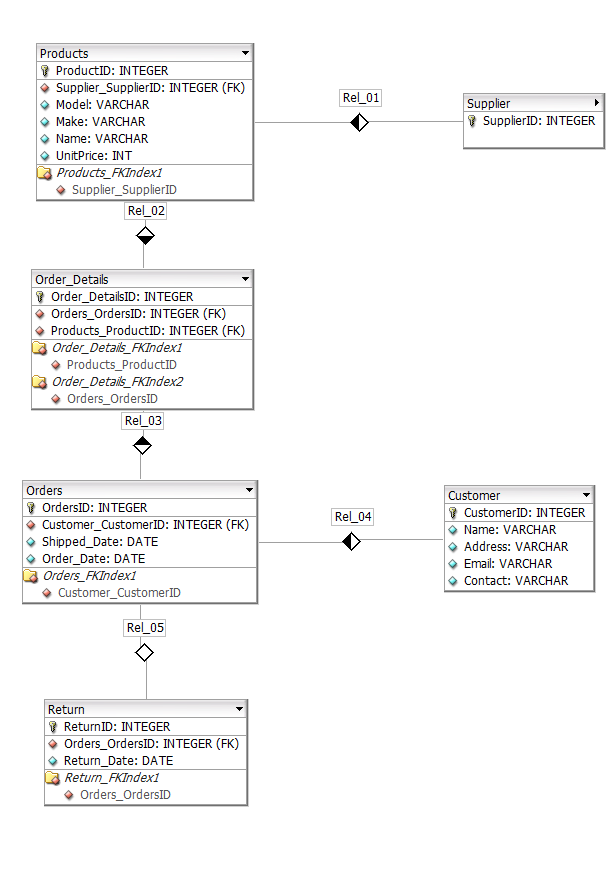 Products
ProductID: INTEGER
Supplier_SupplierID: INTEGER (FK)
Model: VARCHAR
Make: VARCHAR
Name: VARCHAR
UnitPrice: INT
Products_FKIndex1
Supplier_SupplierID
Rel_01
Supplier
SupplierID: INTEGER
Rel_02
Order_Details
Order_DetailsID: INTEGER
Orders_OrdersID: INTEGER (FK)
Products_ProductID: INTEGER (FK)
Order_Details_FKIndex1
Products_ProductID
Order_Details_FKIndex2
Orders_OrdersID
Rel_03
Orders
OrdersID: INTEGER
Customer_CustomerID: INTEGER (FK)
Shipped_Date: DATE
Order_Date: DATE
Orders_FKIndex1
Customer_CustomerID
Rel_04
Customer
CustomerID: INTEGER
Name: VARCHAR
Address: VARCHAR
Email: VARCHAR
Contact: VARCHAR
Rel_05
Return
ReturnID: INTEGER
Orders_OrdersID: INTEGER (FK)
Return_Date: DATE
Return_FKIndex1
Orders_OrdersID